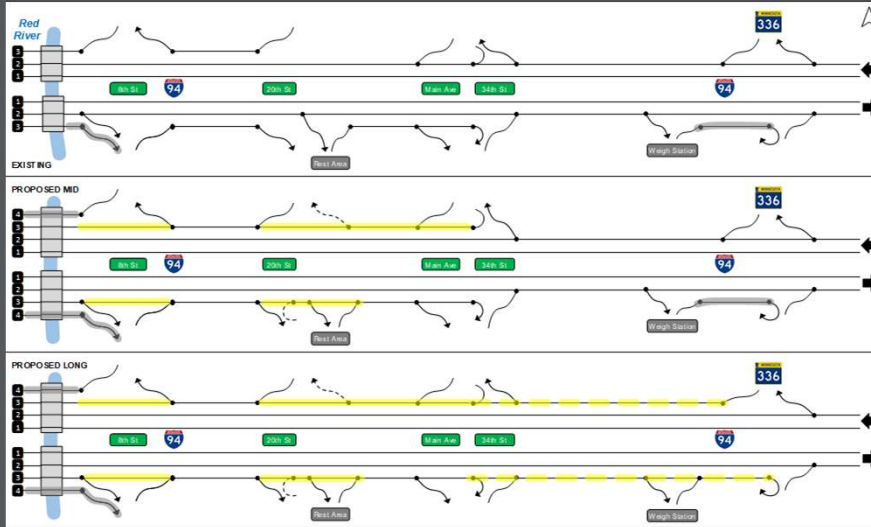 Red
River
MINNESOTA
336
3
2
1
8th St
94
20th St
Main Ave
34th St
94
1
2
3
Rest Area
Weigh Station
EXISTING
PROPOSED MID
MINNESOTA
336
4
3
2
1
8th St
94
20th St
Main Ave
34th St
94
1
2
3
4
Rest Area
Weigh Station
PROPOSED LONG
MINNESOTA
336
4
3
2
1
8th St
94
20th St
Main Ave
34th St
94
1
2
3
4
Rest Area
Weigh Station